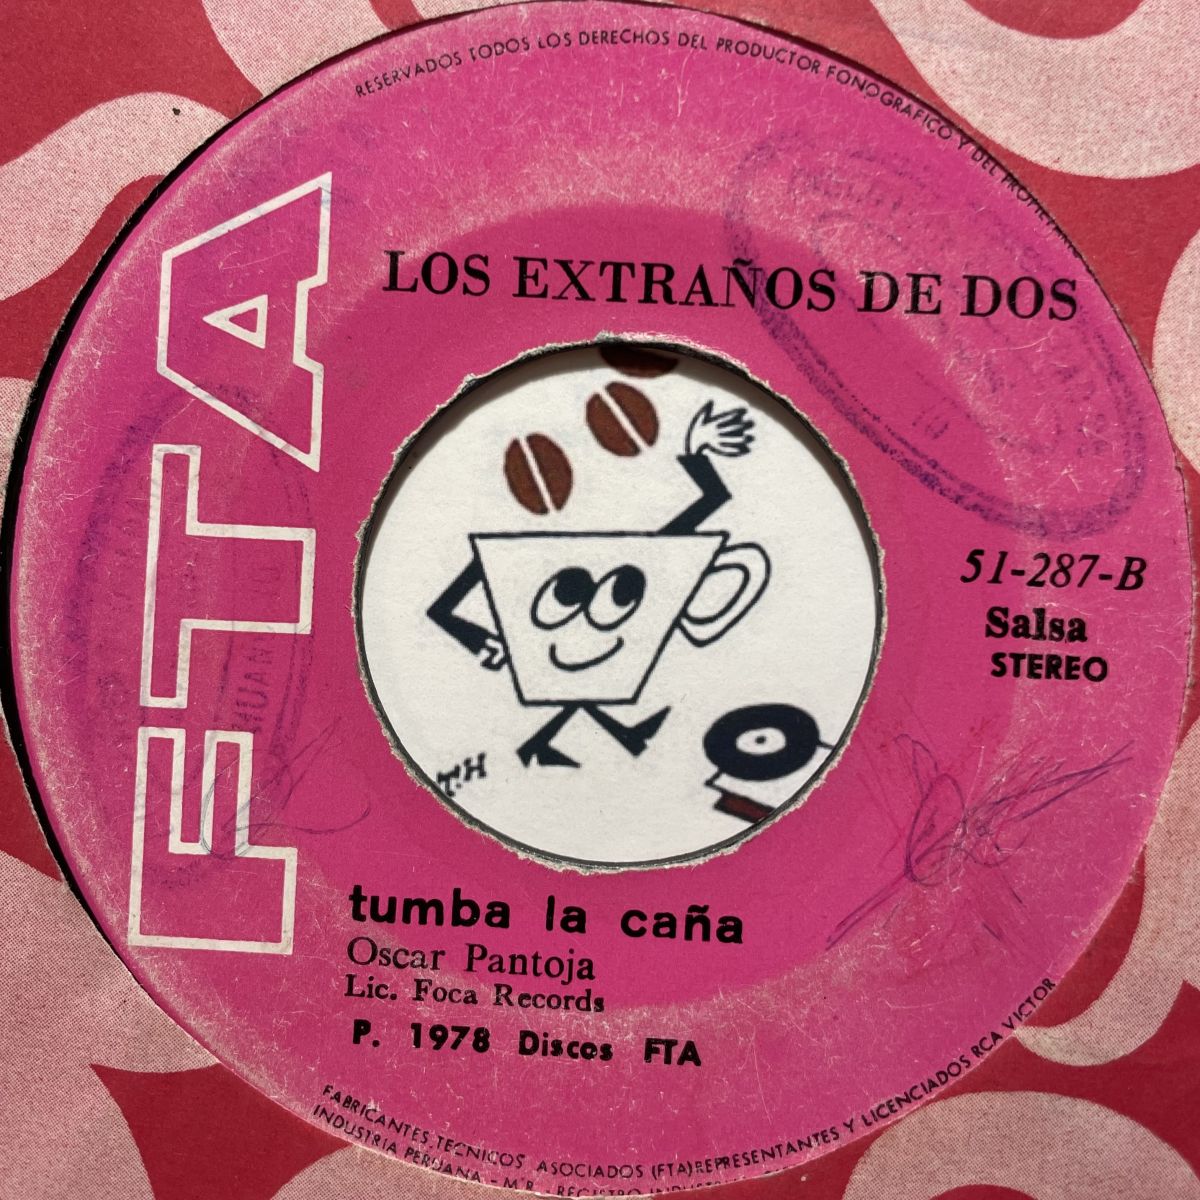 RESERVADOS TODOS LOS DERECHOS DEL PRODUCTOR FONOGRAFICO Y DEL
FTA
LOS EXTRAÑOS DE DOS
51-287-B
Salsa
STEREO
T.H
tumba la caña
Oscar Pantoja
Lic. Foca Records
P. 1978 Discos FTA
FABRICANTES TECNICOS ASOCIADOS (FTA) REPRESENTANTES Y LICENCIADOS RCA VICTOR
INDUSTRIA PERUANA - M.R. - REGISTRO